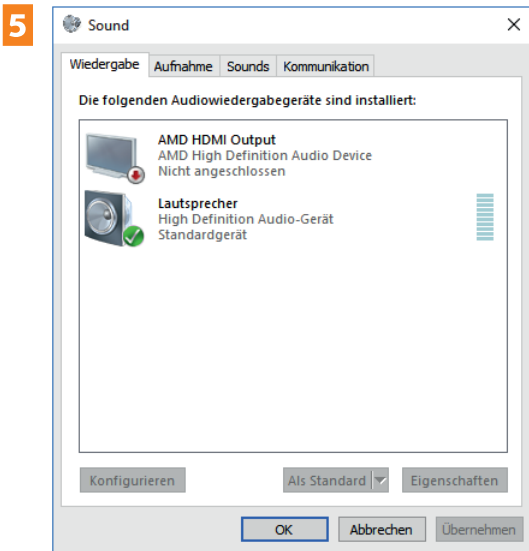 5
Sound
Wiedergabe Aufnahme Sounds Kommunikation
Die folgenden Audiowiedergabegeräte sind installiert:
AMD HDMI Output
AMD High Definition Audio Device
Nicht angeschlossen
Lautsprecher
High Definition Audio-Gerät
Standardgerät
Konfigurieren Als Standard Eigenschaften
OK Abbrechen Übernehmen